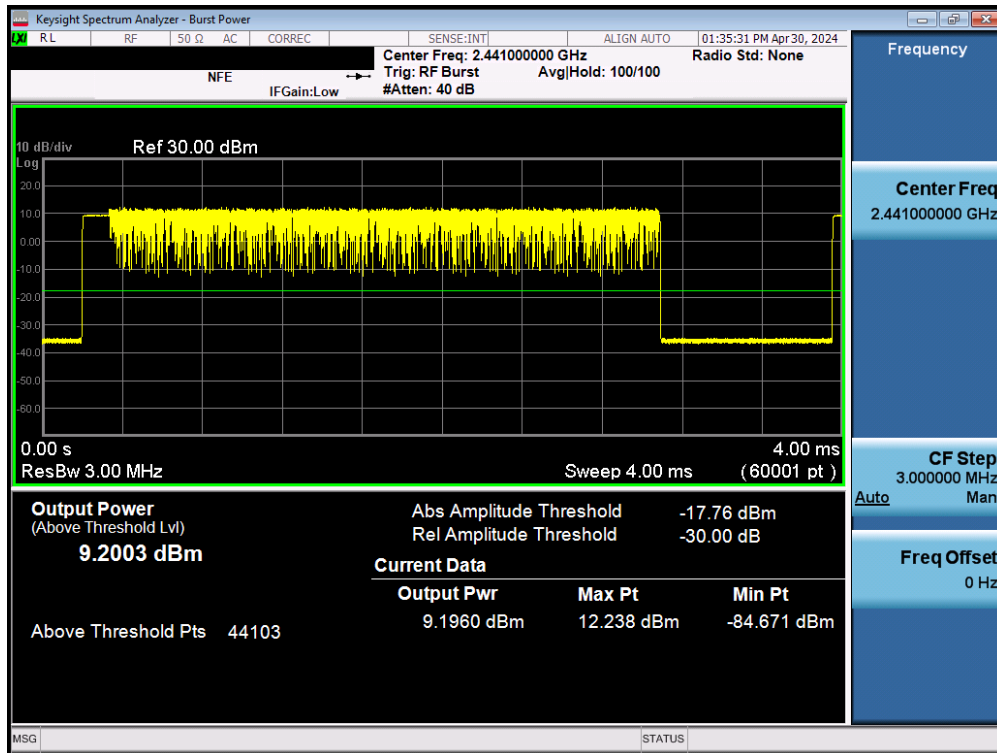 Keysight Spectrum Analyzer - Burst Power
LXI RL RF 50 Ω AC CORREC SENSE:INT ALIGN AUTO 01:35:31 PM Apr 30, 2024
Center Freq: 2.441000000 GHz Radio Std: None
NFE Trig: RF Burst Avg|Hold: 100/100
IFGain:Low #Atten: 40 dB
10 dB/div Ref 30.00 dBm
Log
20.0
10.0
0.00
-10.0
-20.0
-30.0
-40.0
-50.0
-60.0
0.00 s 4.00 ms
ResBw 3.00 MHz Sweep 4.00 ms (60001 pt)
Output Power
(Above Threshold Lvl)
9.2003 dBm
Above Threshold Pts 44103
Abs Amplitude Threshold -17.76 dBm
Rel Amplitude Threshold -30.00 dB
Current Data
Output Pwr Max Pt Min Pt
9.1960 dBm 12.238 dBm -84.671 dBm
Frequency
Center Freq
2.441000000 GHz
CF Step
3.000000 MHz
Auto Man
Freq Offset
0 Hz
MSG STATUS